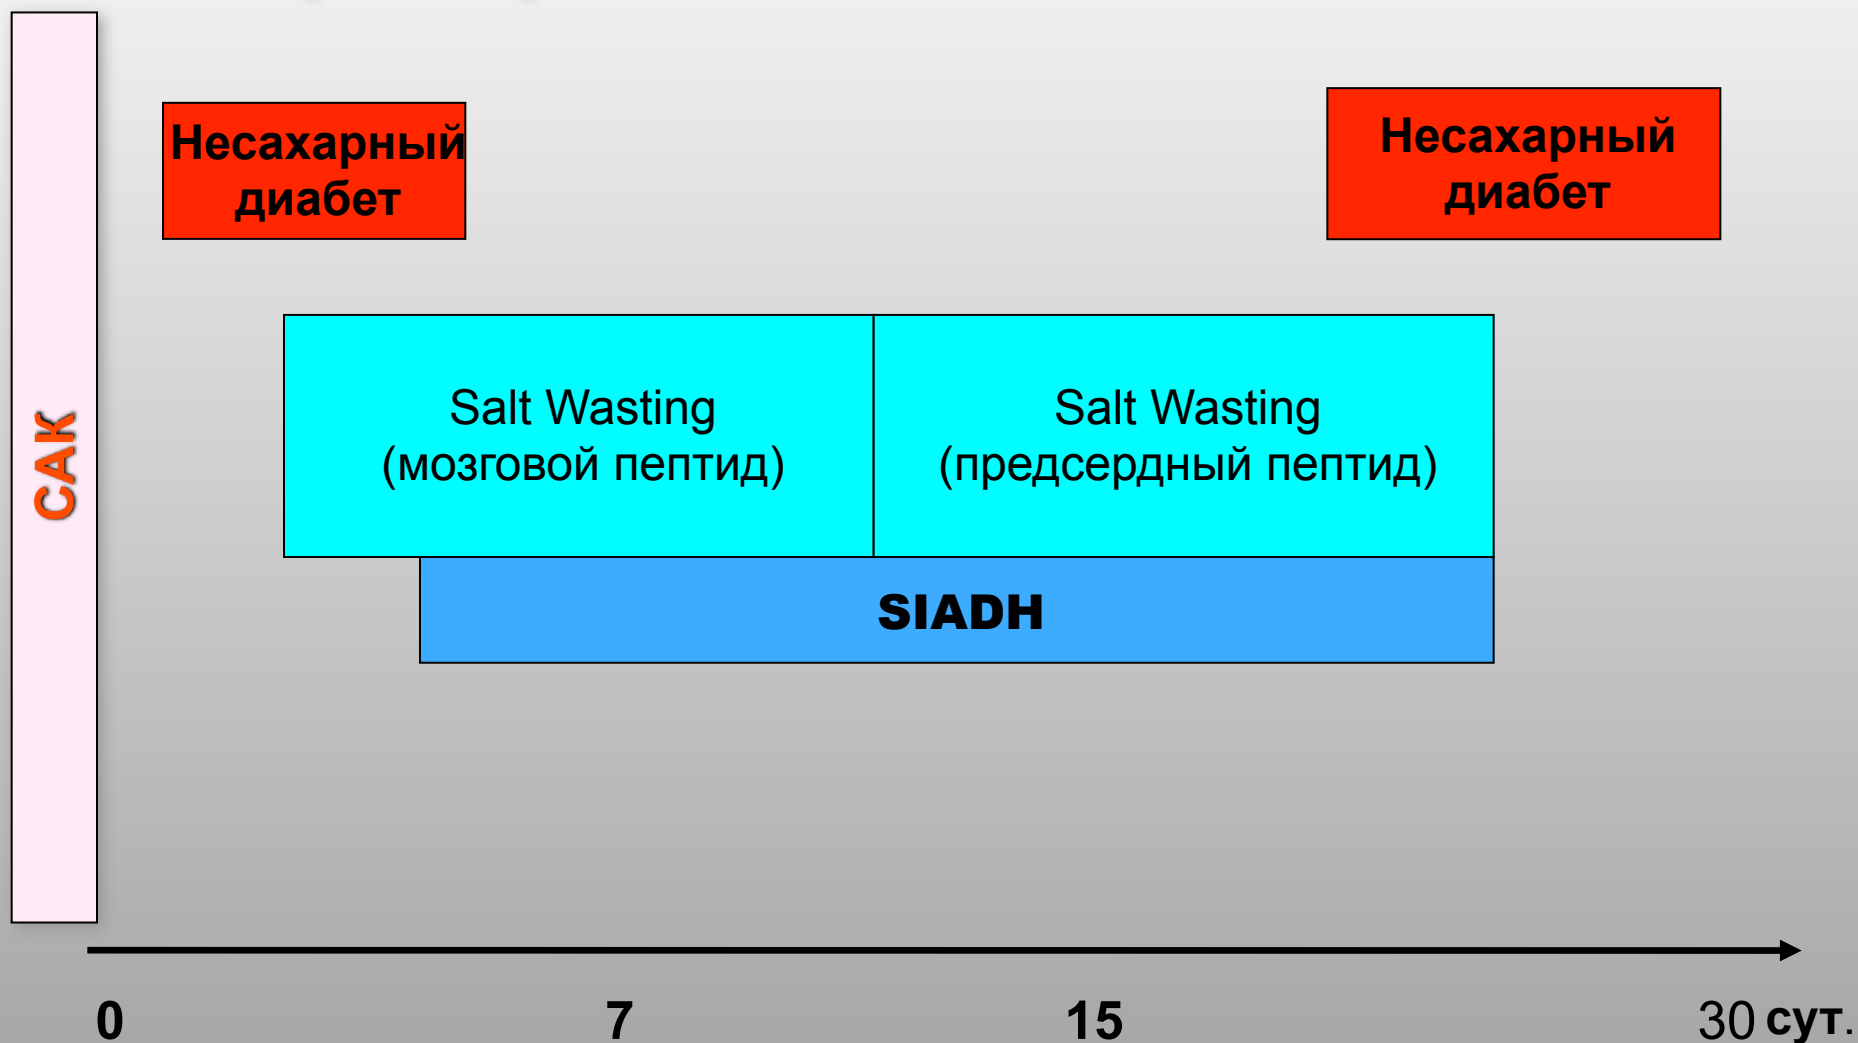 Несахарный
диабет
Несахарный
диабет
САК
Salt Wasting
(мозговой пептид)
Salt Wasting
(предсердный пептид)
SIADH
0
7
15
30 сут.